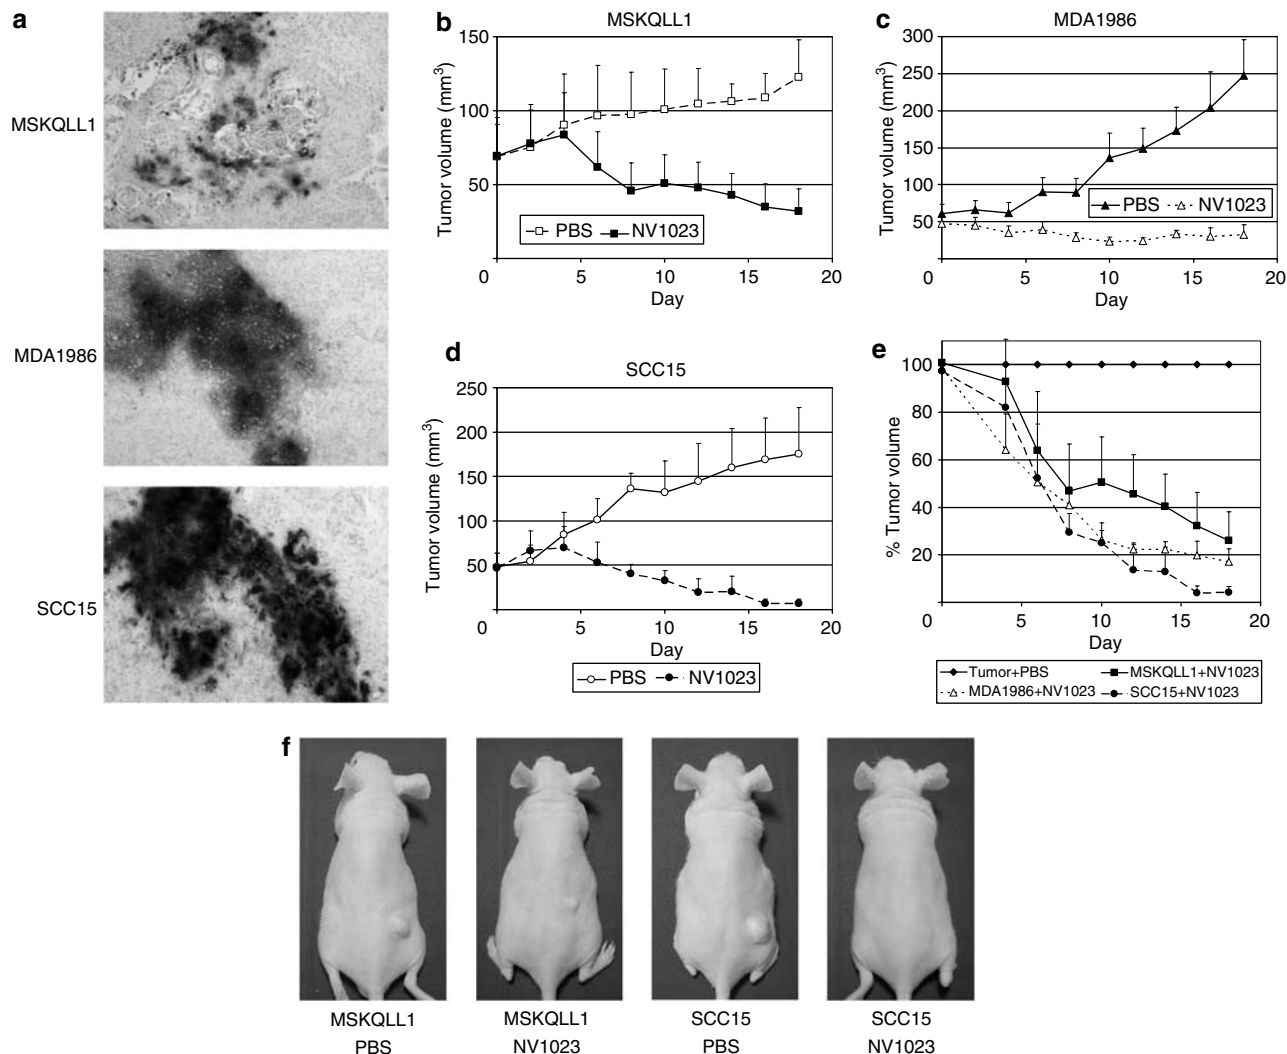 a
MSKQLL1
MDA1986
SCC15
b
MSKQLL1
Tumor volume (mm³)
150
100
50
0 5 10 15 20
Day
PBS NV1023
c
MDA1986
Tumor volume (mm³)
300
250
200
150
100
50
0 5 10 15 20
Day
PBS NV1023
d
SCC15
Tumor volume (mm³)
250
200
150
100
50
0 5 10 15 20
Day
PBS NV1023
e
% Tumor volume
100
80
60
40
20
0 5 10 15 20
Day
Tumor+PBS MSKQLL1+NV1023
MDA1986+NV1023 SCC15+NV1023
f
MSKQLL1 MSKQLL1 SCC15 SCC15
PBS NV1023 PBS NV1023